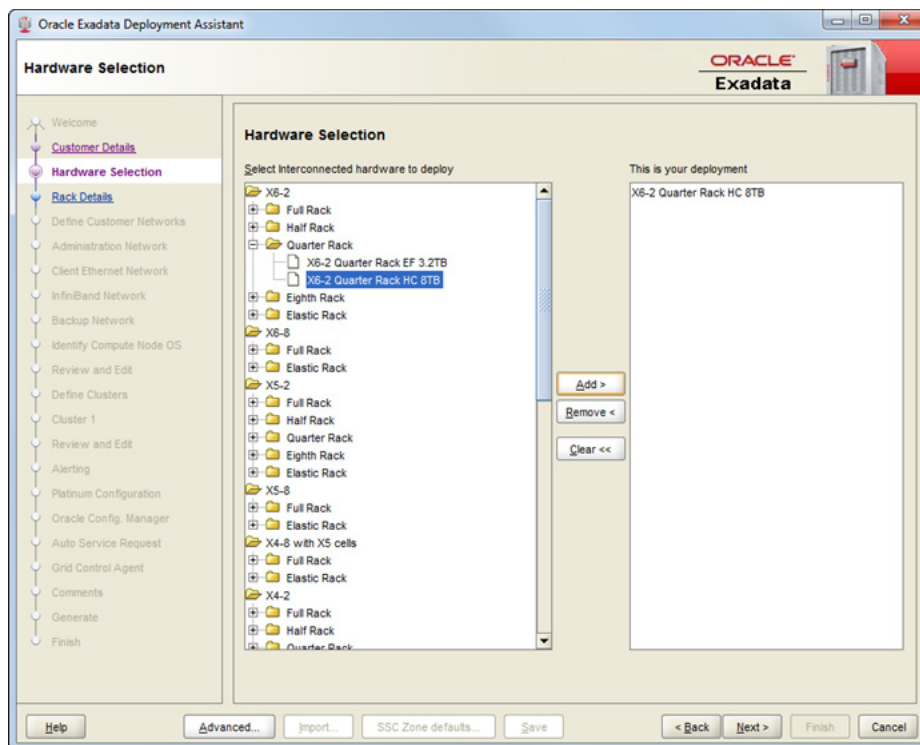 Oracle Exadata Deployment Assistant
Hardware Selection
ORACLE
Exadata
Welcome
Customer Details
Hardware Selection
Rack Details
Define Customer Networks
Administration Network
Client Ethernet Network
InfiniBand Network
Backup Network
Identify Compute Node OS
Review and Edit
Define Clusters
Cluster 1
Review and Edit
Alerting
Platinum Configuration
Oracle Config. Manager
Auto Service Request
Grid Control Agent
Comments
Generate
Finish
Hardware Selection
Select Interconnected hardware to deploy
X6-2
Full Rack
Half Rack
Quarter Rack
X6-2 Quarter Rack EF 3.2TB
X6-2 Quarter Rack HC 8TB
Eighth Rack
Elastic Rack
X6-8
Full Rack
Elastic Rack
X5-2
Full Rack
Half Rack
Quarter Rack
Eighth Rack
Elastic Rack
X5-8
Full Rack
Elastic Rack
X4-8 with X5 cells
Full Rack
Elastic Rack
X4-2
Full Rack
Half Rack
Quarter Rack
Add >
Remove <
Clear <<
This is your deployment
X6-2 Quarter Rack HC 8TB
Help
Advanced...
Import...
SSC Zone defaults...
Save
< Back
Next >
Finish
Cancel